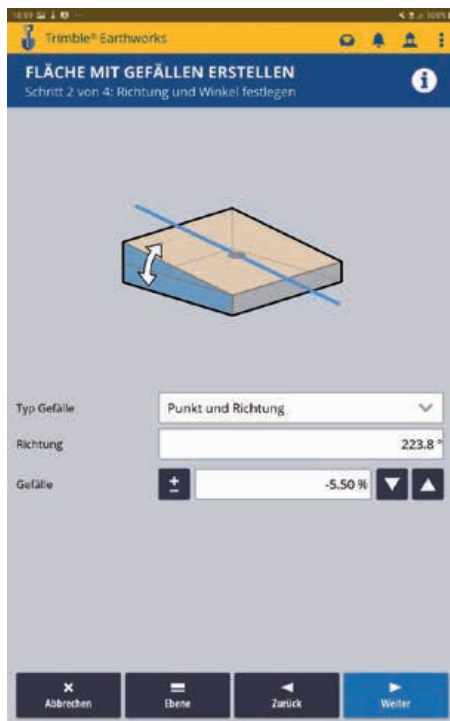 Trimble® Earthworks
FLÄCHE MIT GEFÄLLEN ERSTELLEN
Schritt 2 von 4: Richtung und Winkel festlegen
Typ Gefälle Punkt und Richtung
Richtung 223.8 °
Gefälle -5.50 %
Abbrechen Ebene Zurück Weiter